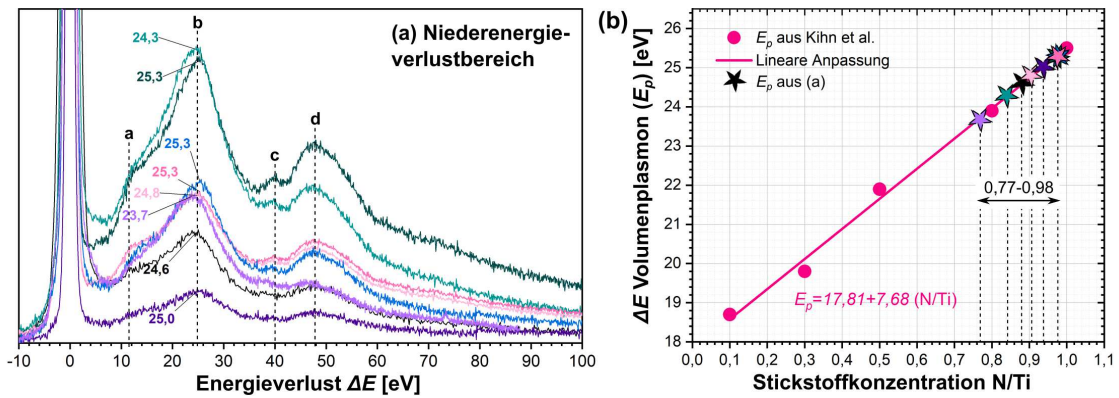 (a) Niederenergie-
verlustbereich
24,3
25,3
b
a
c
d
25,3
25,3
24,8
23,7
24,6
25,0
-10 0 10 20 30 40 50 60 70 80 90 100
Energieverlust ΔE [eV]
(b)
ΔE Volumenplasmon (Eₚ) [eV]
26
25
24
23
22
21
20
19
18
Eₚ aus Kihn et al.
Lineare Anpassung
Eₚ aus (a)
0,77-0,98
Eₚ=17,81+7,68 (N/Ti)
0,0 0,1 0,2 0,3 0,4 0,5 0,6 0,7 0,8 0,9 1,0 1,1
Stickstoffkonzentration N/Ti